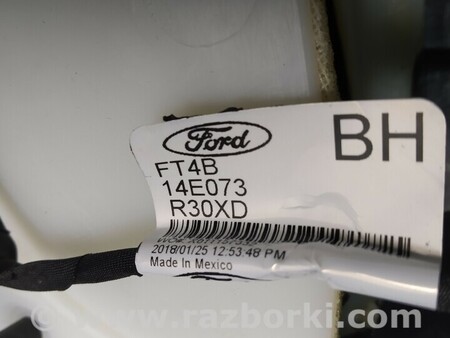 Ford
BH
FT4B
14E073
R30XD
2018/01/25 12:53:48 PM
Made In Mexico
www.razborki.com